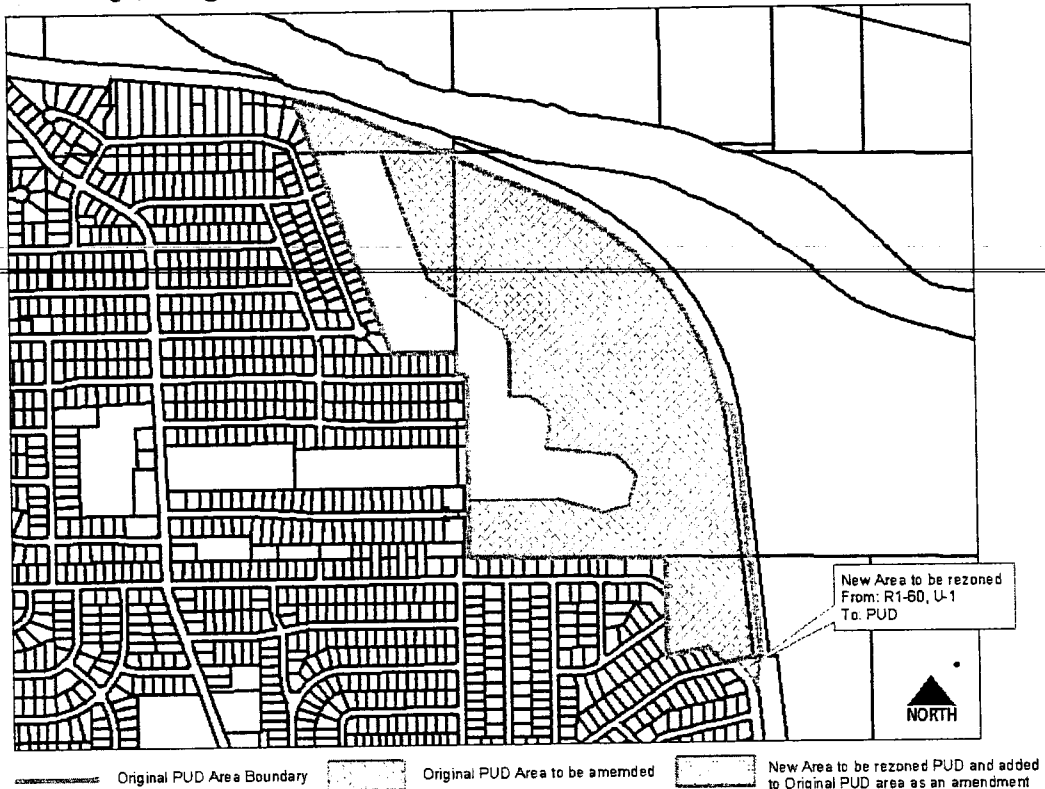 New Area to be rezoned
From: R1-60, U-1
To: PUD
NORTH
Original PUD Area Boundary
Original PUD Area to be amemded
New Area to be rezoned PUD and added
to Original PUD area as an amendment